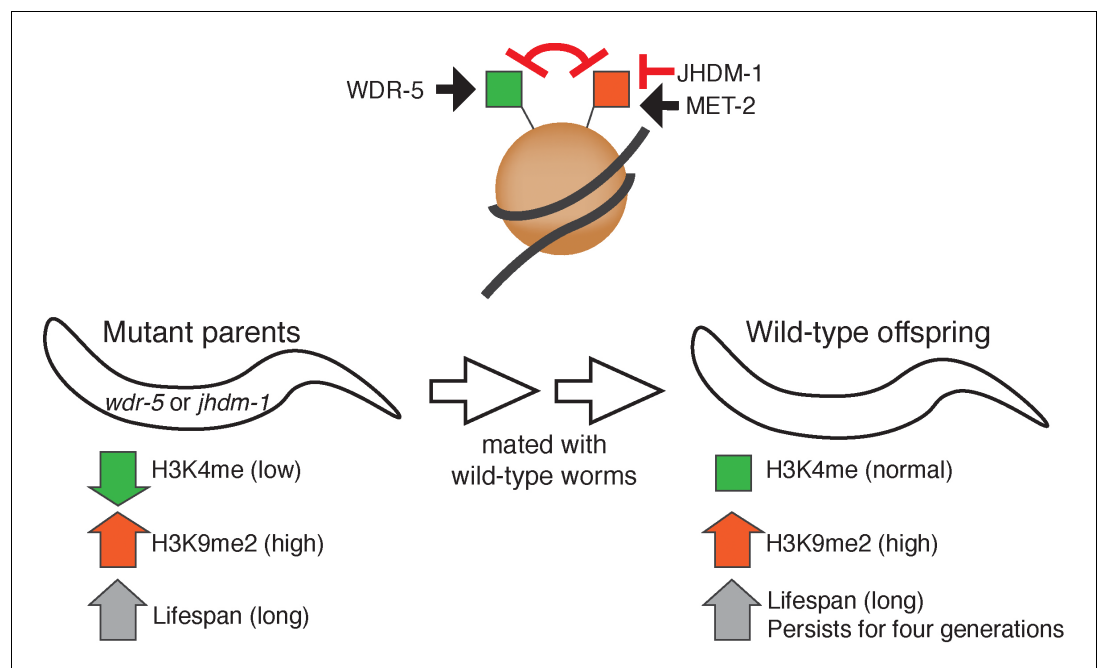 WDR-5
JHDM-1
MET-2
Mutant parents
wdr-5 or jhdm-1
H3K4me (low)
H3K9me2 (high)
Lifespan (long)
mated with
wild-type worms
Wild-type offspring
H3K4me (normal)
H3K9me2 (high)
Lifespan (long)
Persists for four generations